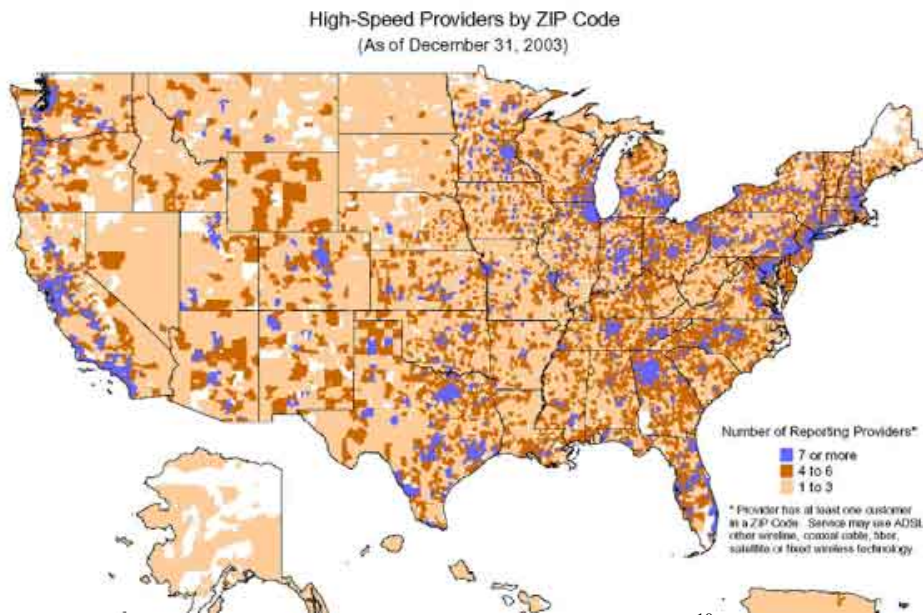 High-Speed Providers by ZIP Code
(As of December 31, 2003)
Number of Reporting Providers*
7 or more
4 to 6
1 to 3
* Provider has at least one customer
in a ZIP Code. Service may use ADSL,
other wireline, coaxial cable, fiber,
satellite or fixed wireless technology.